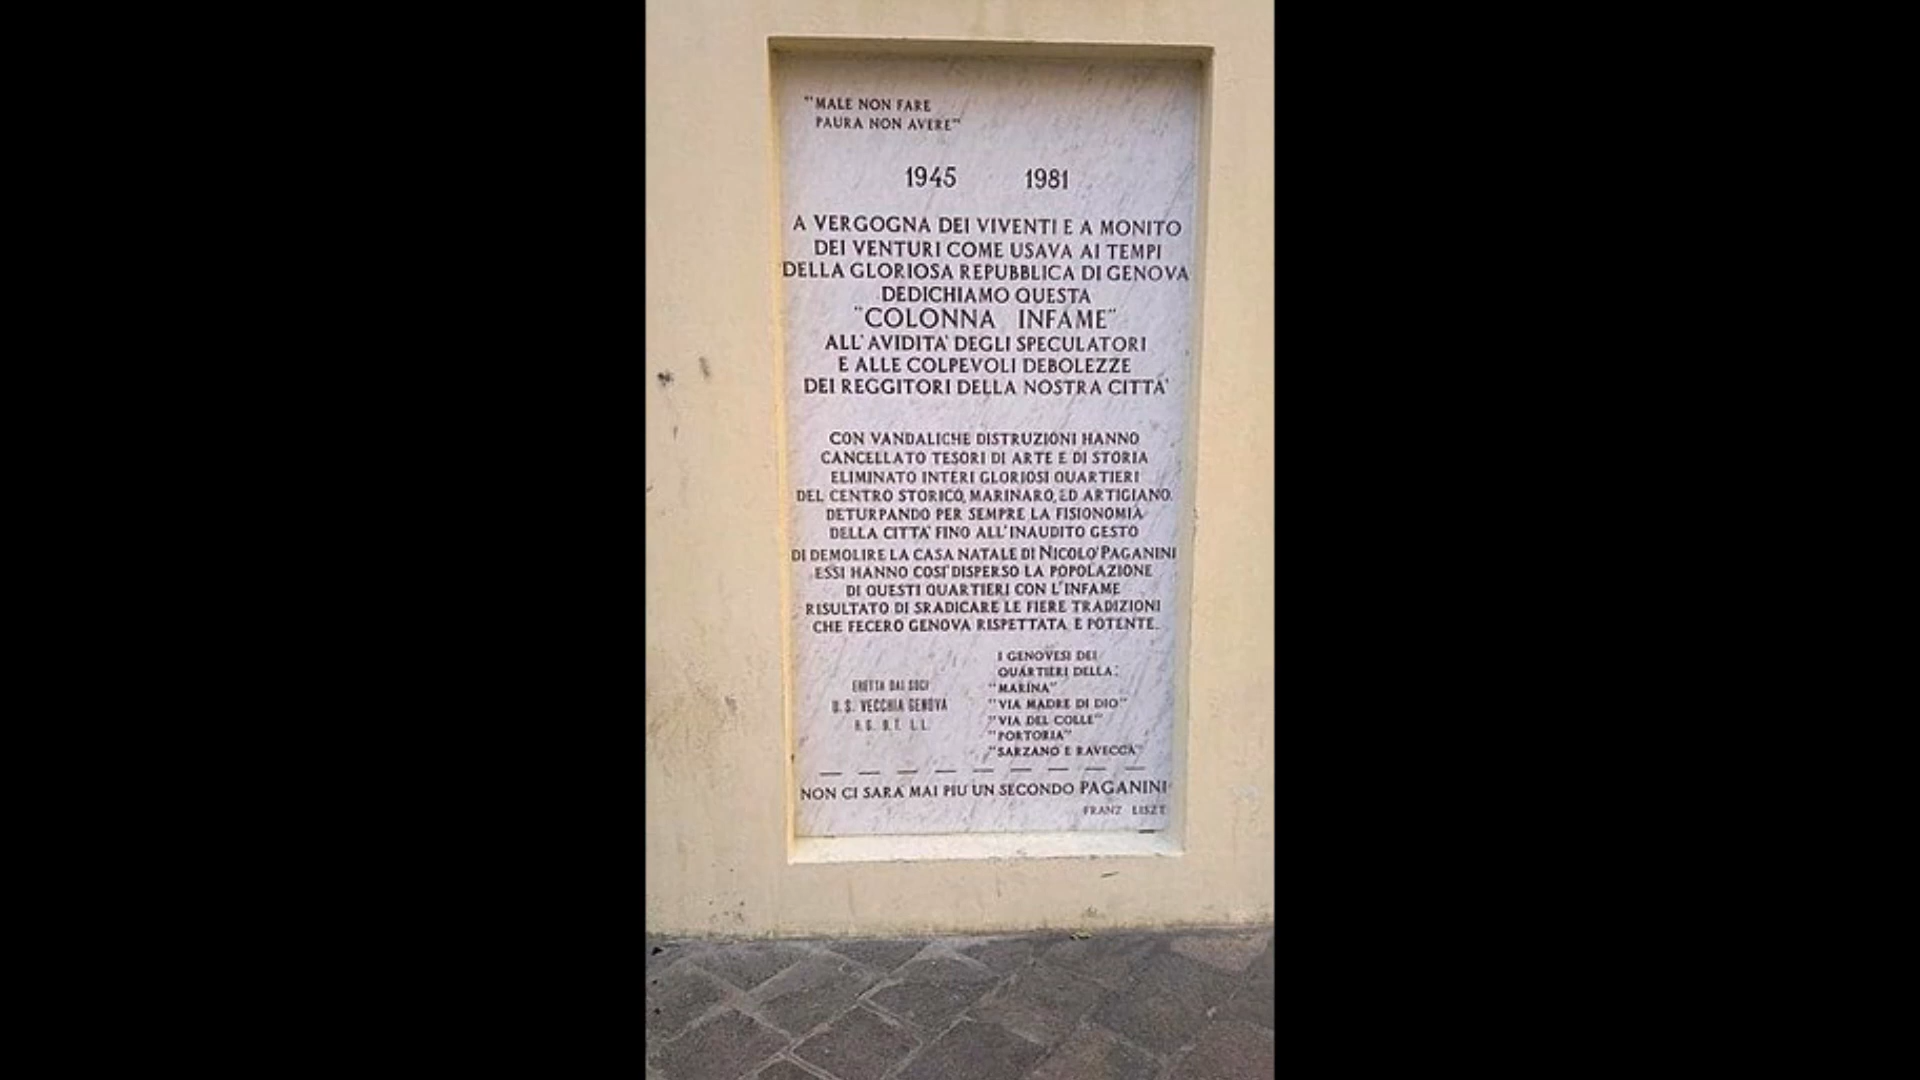 "MALE NON FARE
PAURA NON AVERE"
1945 1981
A VERGOGNA DEI VIVENTI E A MONITO
DEI VENTURI COME USAVA AI TEMPI
DELLA GLORIOSA REPUBBLICA DI GENOVA
DEDICHIAMO QUESTA
"COLONNA INFAME"
ALL'AVIDITA' DEGLI SPECULATORI
E ALLE COLPEVOLI DEBOLEZZE
DEI REGGITORI DELLA NOSTRA CITTA'
CON VANDALICHE DISTRUZIONI HANNO
CANCELLATO TESORI DI ARTE E DI STORIA
ELIMINATO INTERI GLORIOSI QUARTIERI
DEL CENTRO STORICO, MARINARO, ED ARTIGIANO.
DETURPANDO PER SEMPRE LA FISIONOMIA
DELLA CITTA' FINO ALL'INAUDITO GESTO
DI DEMOLIRE LA CASA NATALE DI NICOLO' PAGANINI
ESSI HANNO COSI' DISPERSO LA POPOLAZIONE
DI QUESTI QUARTIERI CON L'INFAME
RISULTATO DI SRADICARE LE FIERE TRADIZIONI
CHE FECERO GENOVA RISPETTATA E POTENTE.
ERETTA DAI SOCI
U.S. VECCHIA GENOVA
I GENOVESI DEI
QUARTIERI DELLA:
"MARINA"
"VIA MADRE DI DIO"
"VIA DEL COLLE"
"PORTORIA"
"SARZANO E RAVECCA"
NON CI SARA MAI PIU' UN SECONDO PAGANINI
FRANZ LISZT